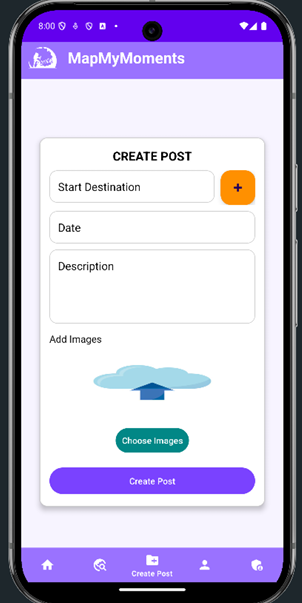 8:00
MapMyMoments
CREATE POST
Start Destination
+
Date
Description
Add Images
Choose Images
Create Post
Create Post